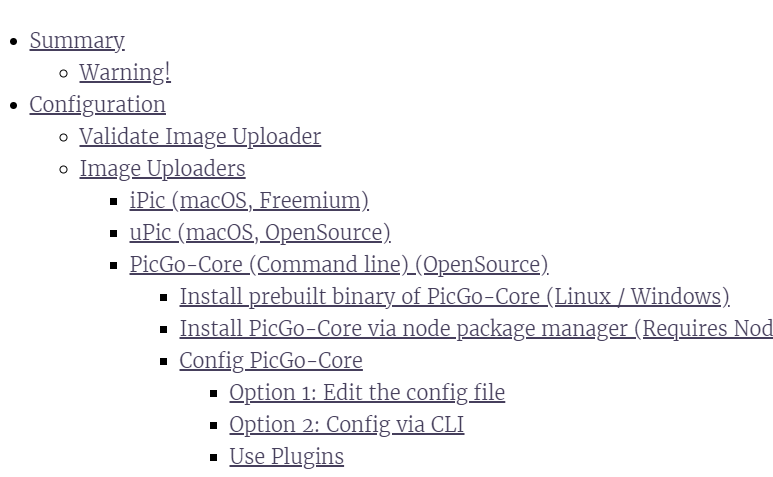 Summary
Warning!
Configuration
Validate Image Uploader
Image Uploaders
iPic (macOS, Freemium)
uPic (macOS, OpenSource)
PicGo-Core (Command line) (OpenSource)
Install prebuilt binary of PicGo-Core (Linux / Windows)
Install PicGo-Core via node package manager (Requires Nod
Config PicGo-Core
Option 1: Edit the config file
Option 2: Config via CLI
Use Plugins